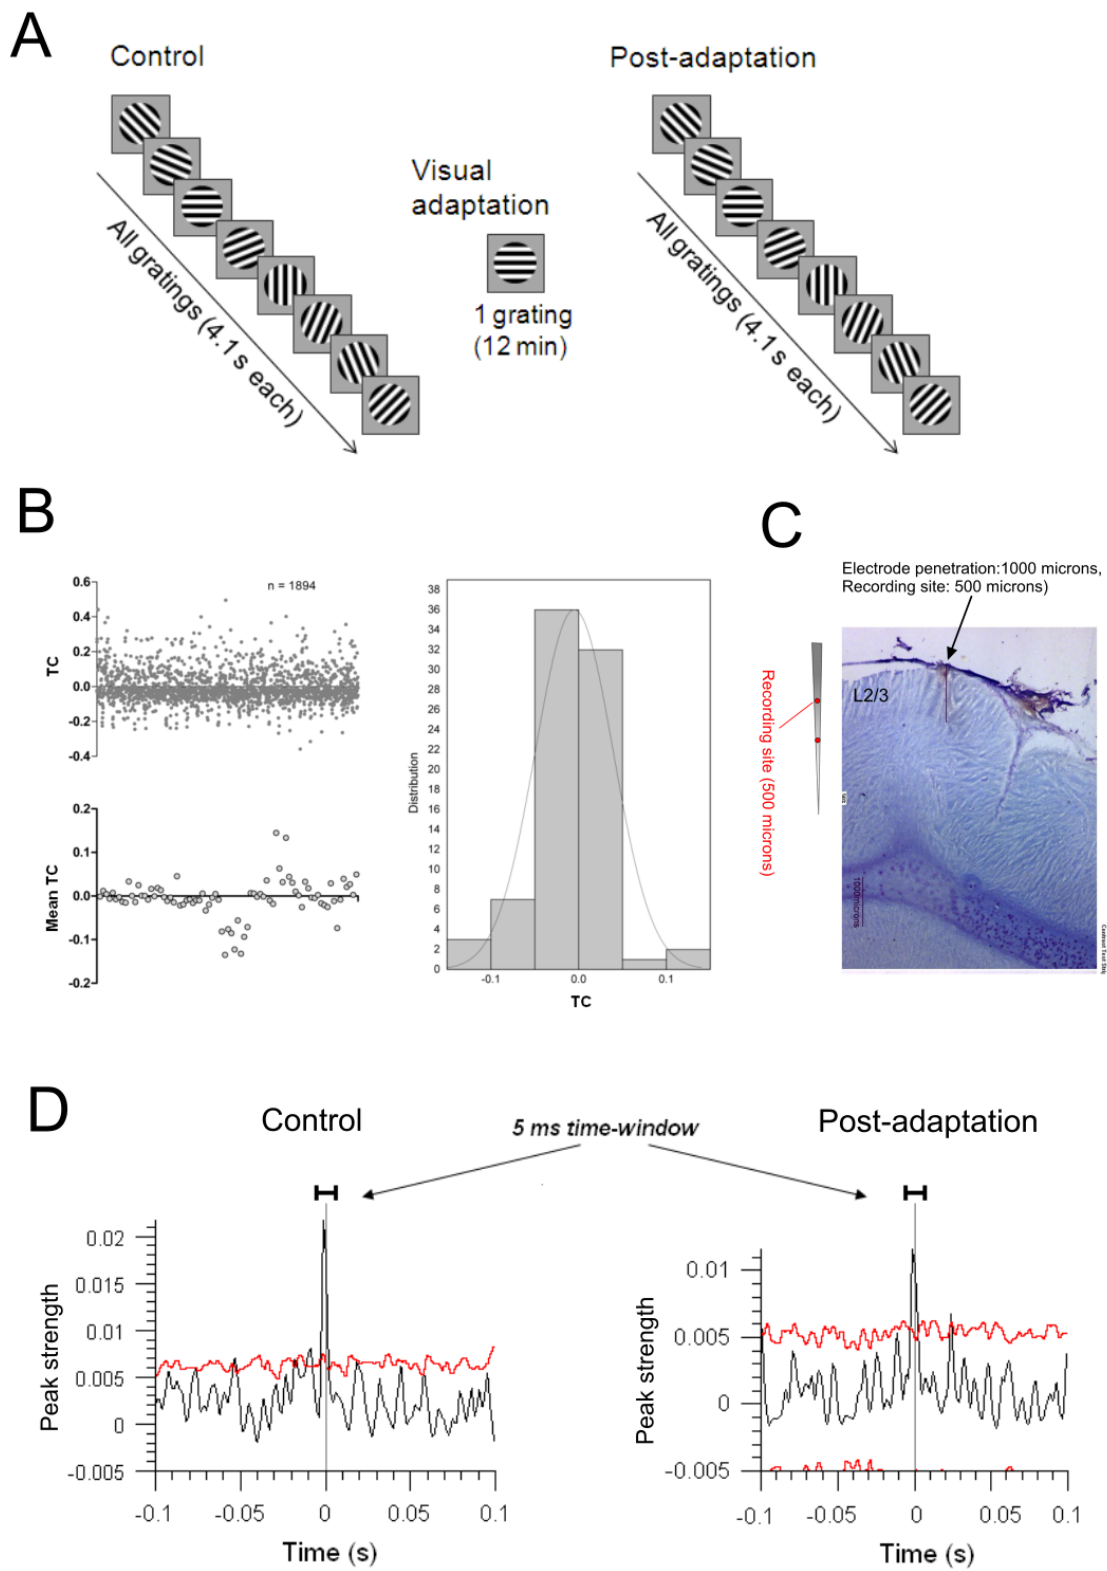 A
Control
Post-adaptation
Visual
adaptation
1 grating
(12 min)
All gratings (4.1 s each)
All gratings (4.1 s each)
B
n = 1894
0.6
0.4
0.2
0.0
-0.2
-0.4
TC
0.2
0.1
0.0
-0.1
-0.2
Mean TC
38
36
34
32
30
28
26
24
22
20
18
16
14
12
10
8
6
4
2
0
Distribution
-0.1
0.0
0.1
TC
C
Electrode penetration:1000 microns,
Recording site: 500 microns)
L2/3
Recording site (500 microns)
1000microns
D
Control
5 ms time-window
Post-adaptation
0.02
0.015
0.01
0.005
0
-0.005
Peak strength
-0.1
-0.05
0
0.05
0.1
Time (s)
0.01
0.005
0
-0.005
Peak strength
-0.1
-0.05
0
0.05
0.1
Time (s)